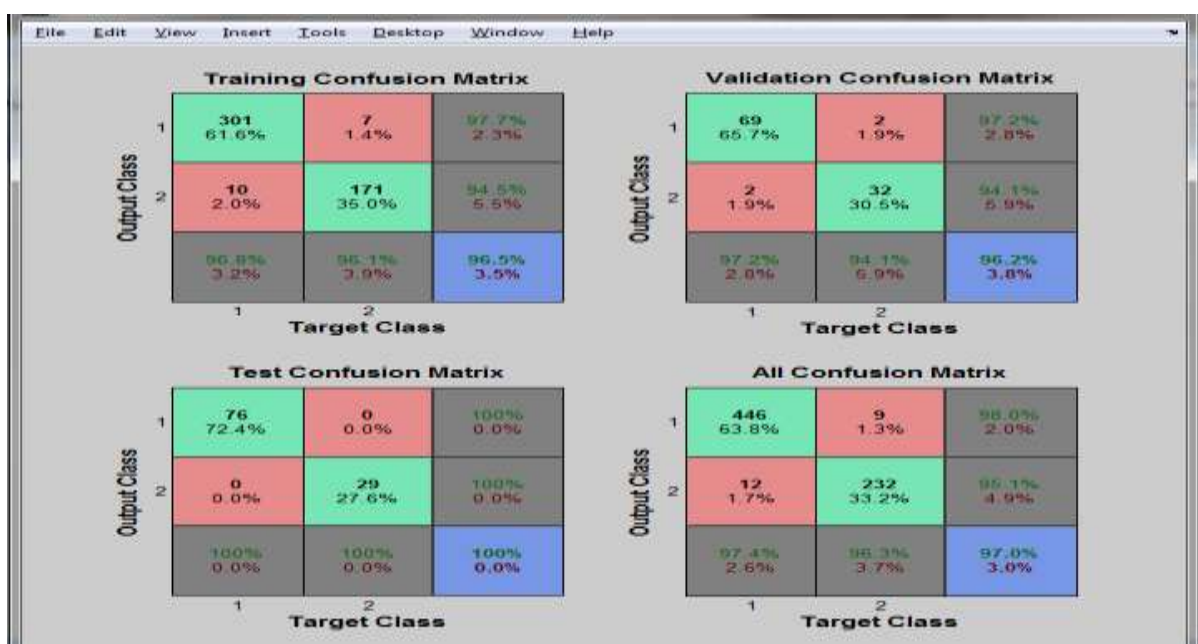 File Edit View Insert Tools Desktop Window Help
Training Confusion Matrix
Output Class
1
301 7 97.7%
61.6% 1.4% 2.3%
2
10 171 94.5%
2.0% 35.0% 5.5%
96.8% 96.1% 96.5%
3.2% 3.9% 3.5%
1 2
Target Class
Validation Confusion Matrix
Output Class
1
69 2 97.2%
65.7% 1.9% 2.8%
2
2 32 94.1%
1.9% 30.5% 5.9%
97.2% 94.1% 96.2%
2.8% 5.9% 3.8%
1 2
Target Class
Test Confusion Matrix
Output Class
1
76 0 100%
72.4% 0.0% 0.0%
2
0 29 100%
0.0% 27.6% 0.0%
100% 100% 100%
0.0% 0.0% 0.0%
1 2
Target Class
All Confusion Matrix
Output Class
1
446 9 98.0%
63.8% 1.3% 2.0%
2
12 232 95.1%
1.7% 33.2% 4.9%
97.4% 96.3% 97.0%
2.6% 3.7% 3.0%
1 2
Target Class